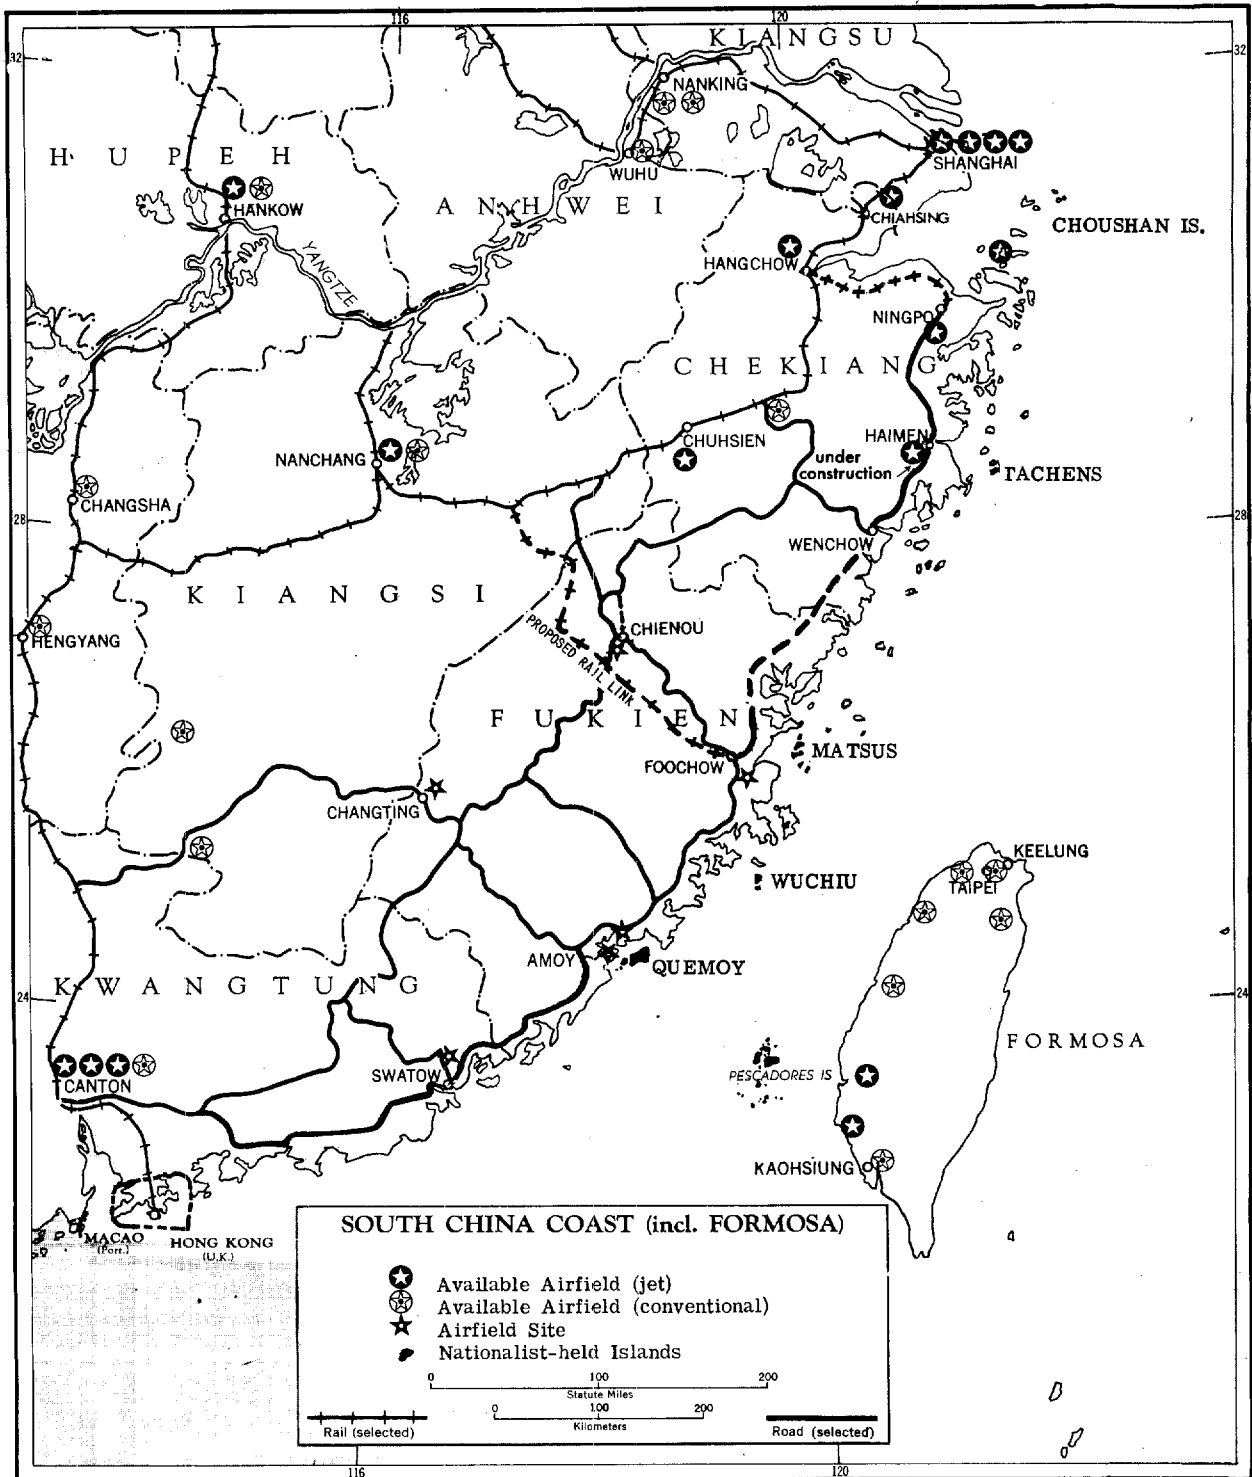 116
120
32
KIANGSU
32
NANKING
SHANGHAI
HUPEH
WUHU
HANKOW
ANHWEI
CHIAHSING
CHOUSHAN IS.
YANGTZE
HANGCHOW
NINGPO
CHEKIANG
CHUHSIEN
HAIMEN
NANCHANG
under
construction
TACHENS
CHANGSHA
28
28
WENCHOW
KIANGSI
CHIENOU
HENGYANG
PROPOSED RAIL LINK
FUKIEN
MATSUS
FOOCHOW
CHANGTING
KEELUNG
WUCHIU
TAIPEI
AMOY
QUEMOY
KWANGTUNG
24
24
FORMOSA
CANTON
SWATOW
PESCADORES IS
KAOHSIUNG
MACAO
(Port.)
HONG KONG
(U.K.)
SOUTH CHINA COAST (incl. FORMOSA)
Available Airfield (jet)
Available Airfield (conventional)
Airfield Site
Nationalist-held Islands
0 100 200
Statute Miles
0 100 200
Kilometers
Rail (selected)
Road (selected)
116
120